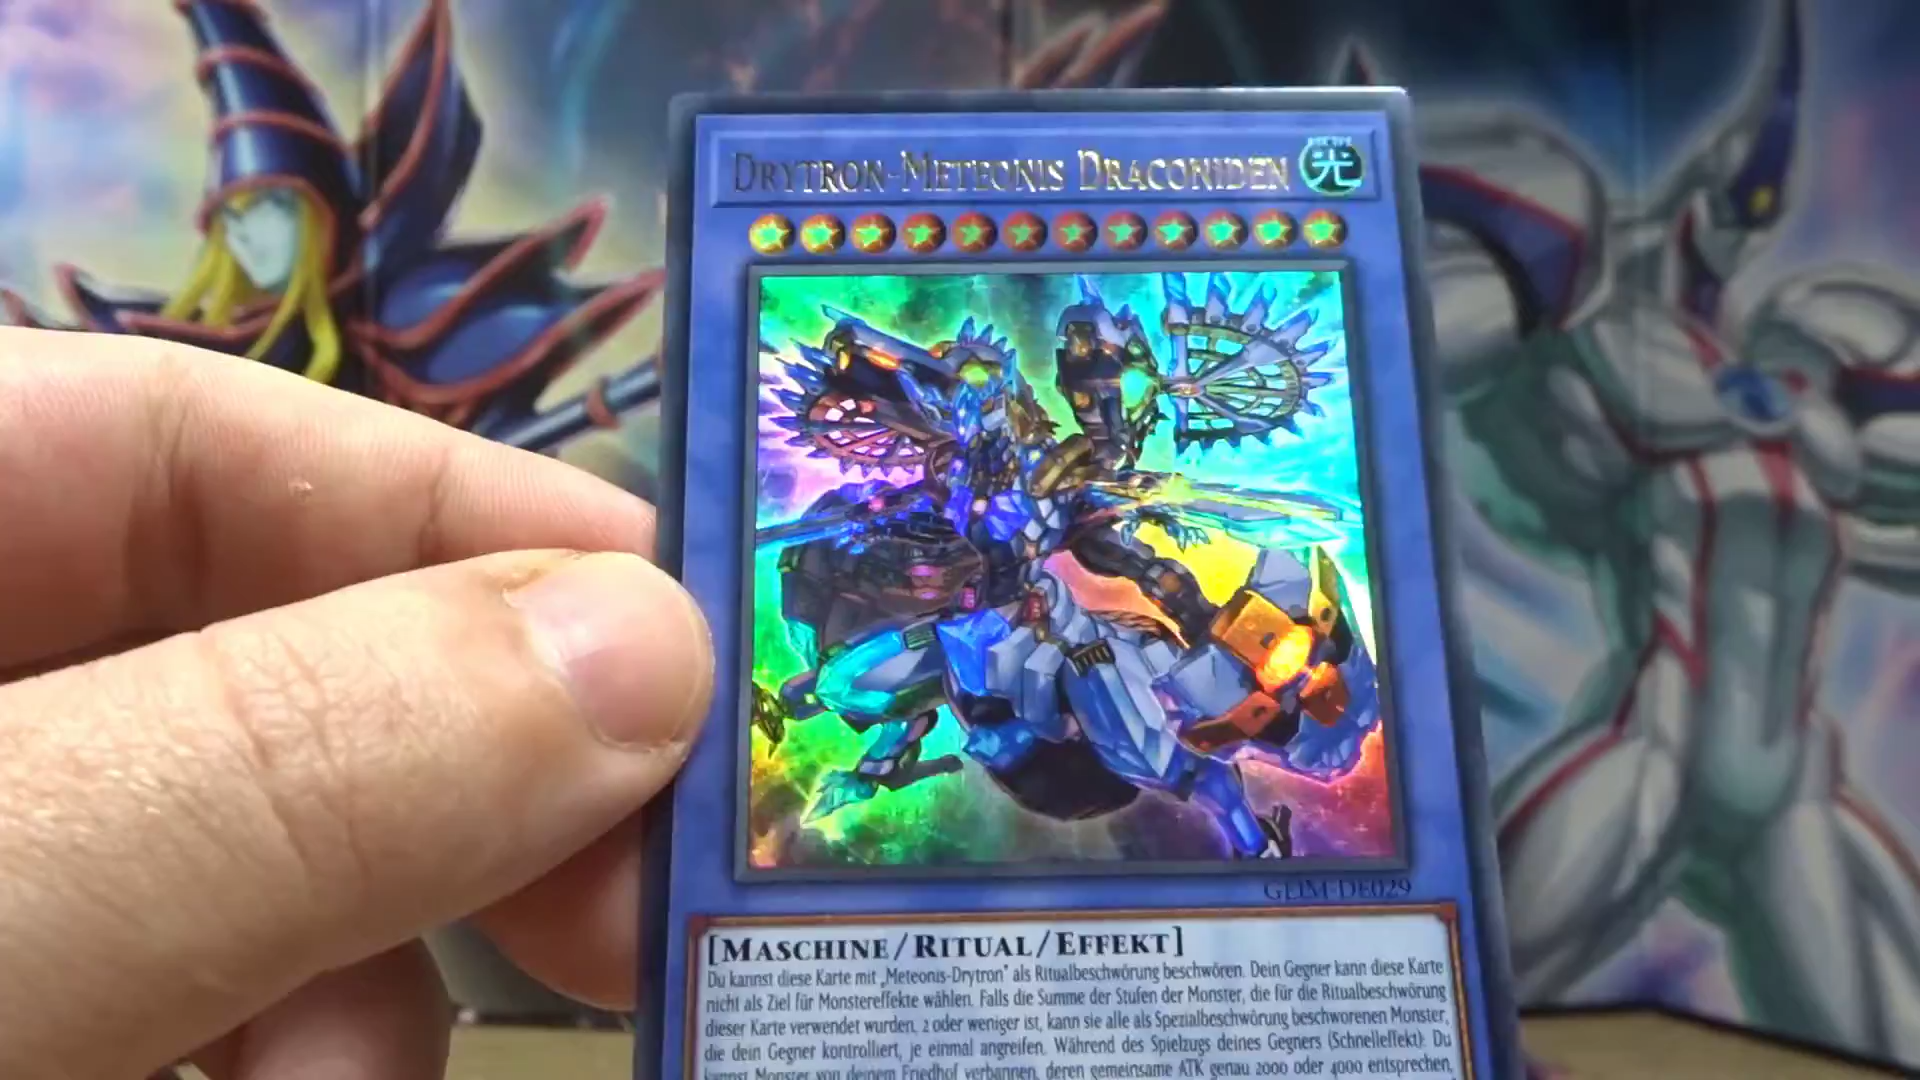 DRYTRON-METEONIS DRACONIDEN
光
GEIM-DE029
[MASCHINE/RITUAL/EFFEKT]
Du kannst diese Karte mit „Meteonis-Drytron" als Ritualbeschwörung beschwören. Dein Gegner kann diese Karte
nicht als Ziel für Monstereffekte wählen. Falls die Summe der Stufen der Monster, die für die Ritualbeschwörung
dieser Karte verwendet wurden, 2 oder weniger ist, kann sie alle als Spezialbeschwörung beschworenen Monster,
die dein Gegner kontrolliert, je einmal angreifen. Während des Spielzugs deines Gegners (Schnelleffekt): Du
kannst Monster von deinem Friedhof verbannen, deren gemeinsame ATK genau 2000 oder 4000 entsprechen,